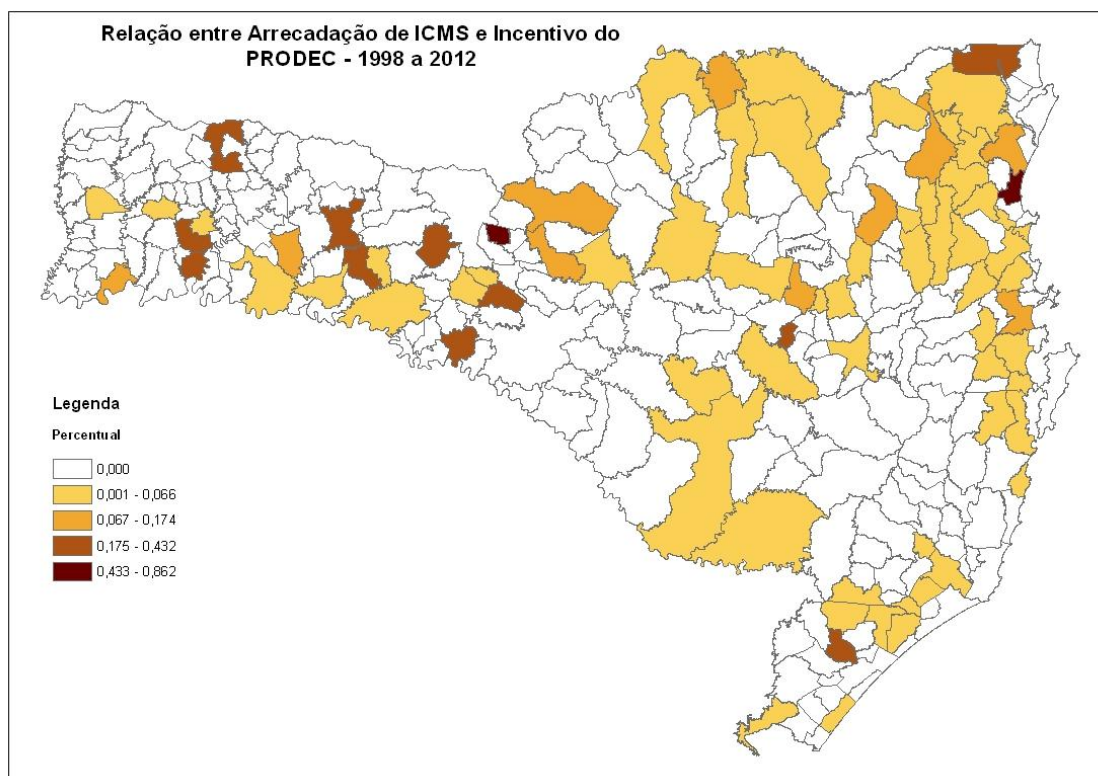 Relação entre Arrecadação de ICMS e Incentivo do
PRODEC - 1998 a 2012
Legenda
Percentual
0,000
0,001 - 0,066
0,067 - 0,174
0,175 - 0,432
0,433 - 0,862